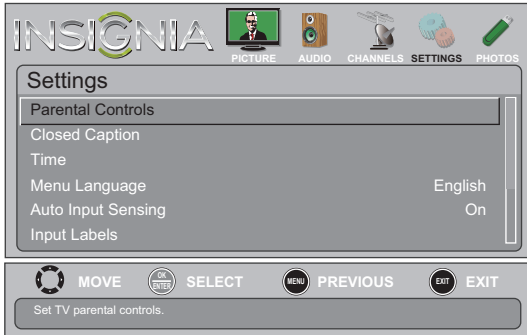 INSIGNIA
PICTURE AUDIO CHANNELS SETTINGS PHOTOS
Settings
Parental Controls
Closed Caption
Time
Menu Language English
Auto Input Sensing On
Input Labels
MOVE OK ENTER SELECT MENU PREVIOUS EXIT EXIT
Set TV parental controls.